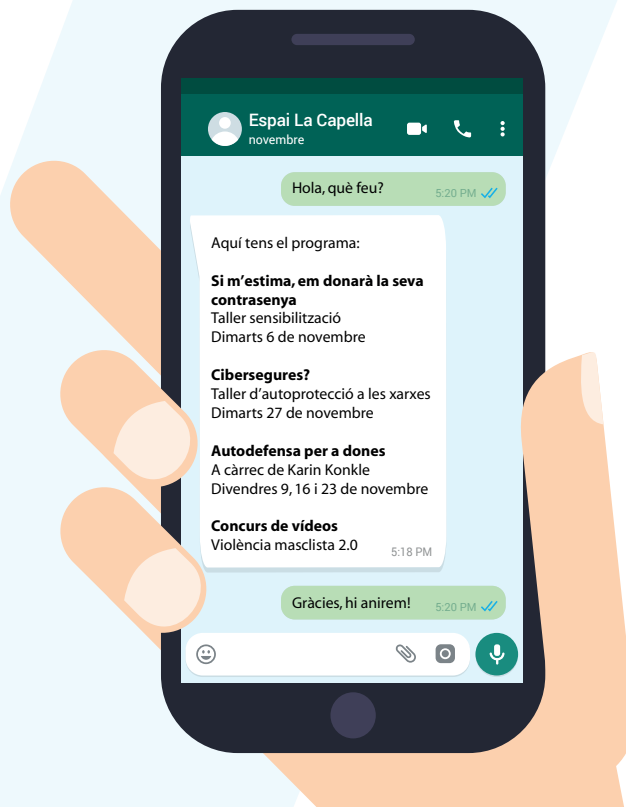 Espai La Capella
novembre
Hola, què feu?
5:20 PM
Aquí tens el programa:
Si m’estima, em donarà la seva
contrasenya
Taller sensibilització
Dimarts 6 de novembre
Cibersegures?
Taller d’autoprotecció a les xarxes
Dimarts 27 de novembre
Autodefensa per a dones
A càrrec de Karin Konkle
Divendres 9, 16 i 23 de novembre
Concurs de vídeos
Violència masclista 2.0
5:18 PM
Gràcies, hi anirem!
5:20 PM